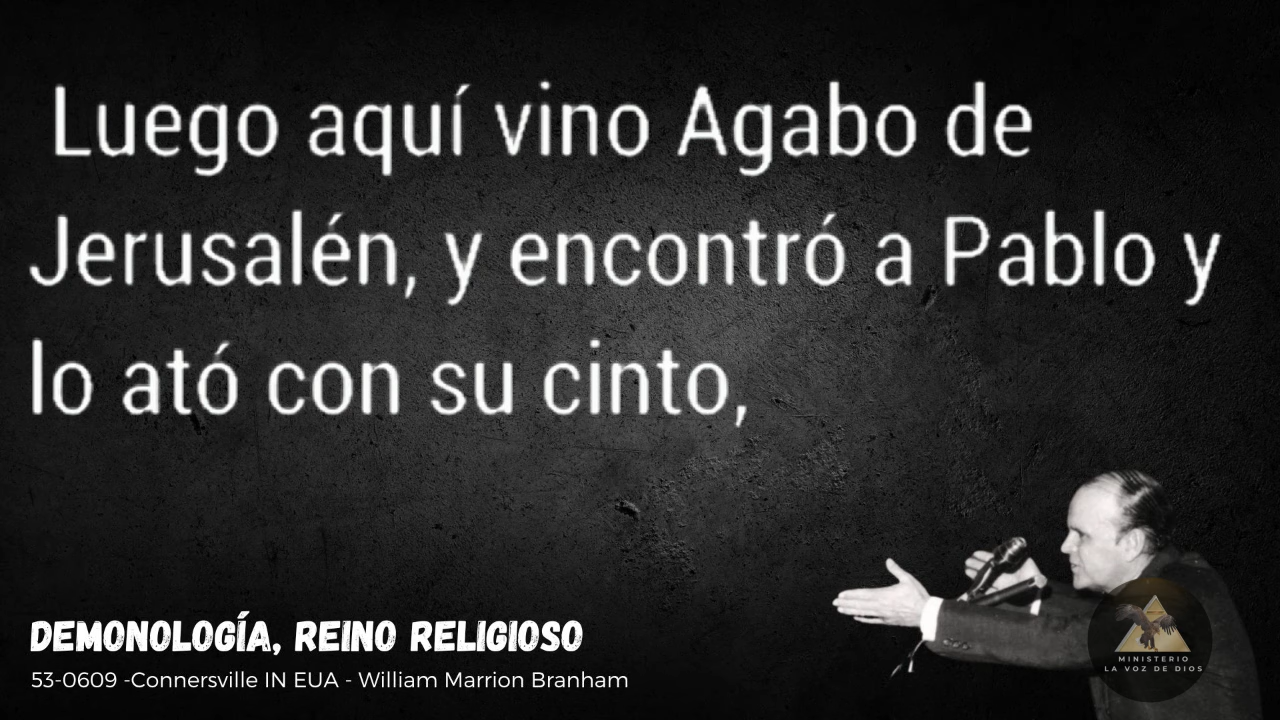 Luego aquí vino Agabo de
Jerusalén, y encontró a Pablo y
lo ató con su cinto,
DEMONOLOGÍA, REINO RELIGIOSO
53-0609 -Connersville IN EUA - William Marrion Branham
MINISTERIO
LA VOZ DE DIOS